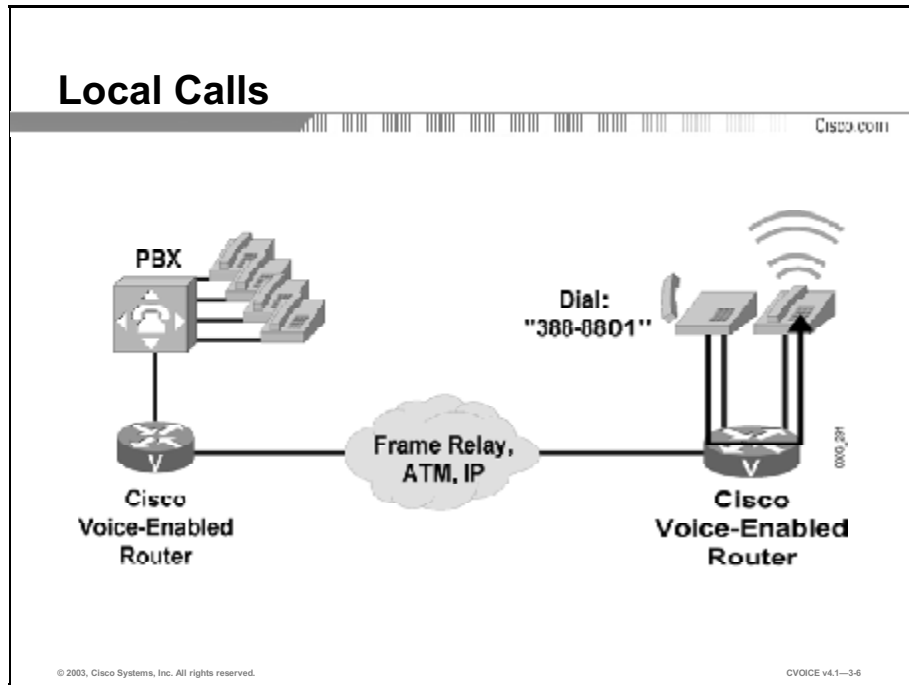 Local Calls
Cisco.com
PBX
Dial:
"388-8801"
Frame Relay,
ATM, IP
V
Cisco
Voice-Enabled
Router
V
Cisco
Voice-Enabled
Router
© 2003, Cisco Systems, Inc. All rights reserved.
CVOICE v4.1—3-6